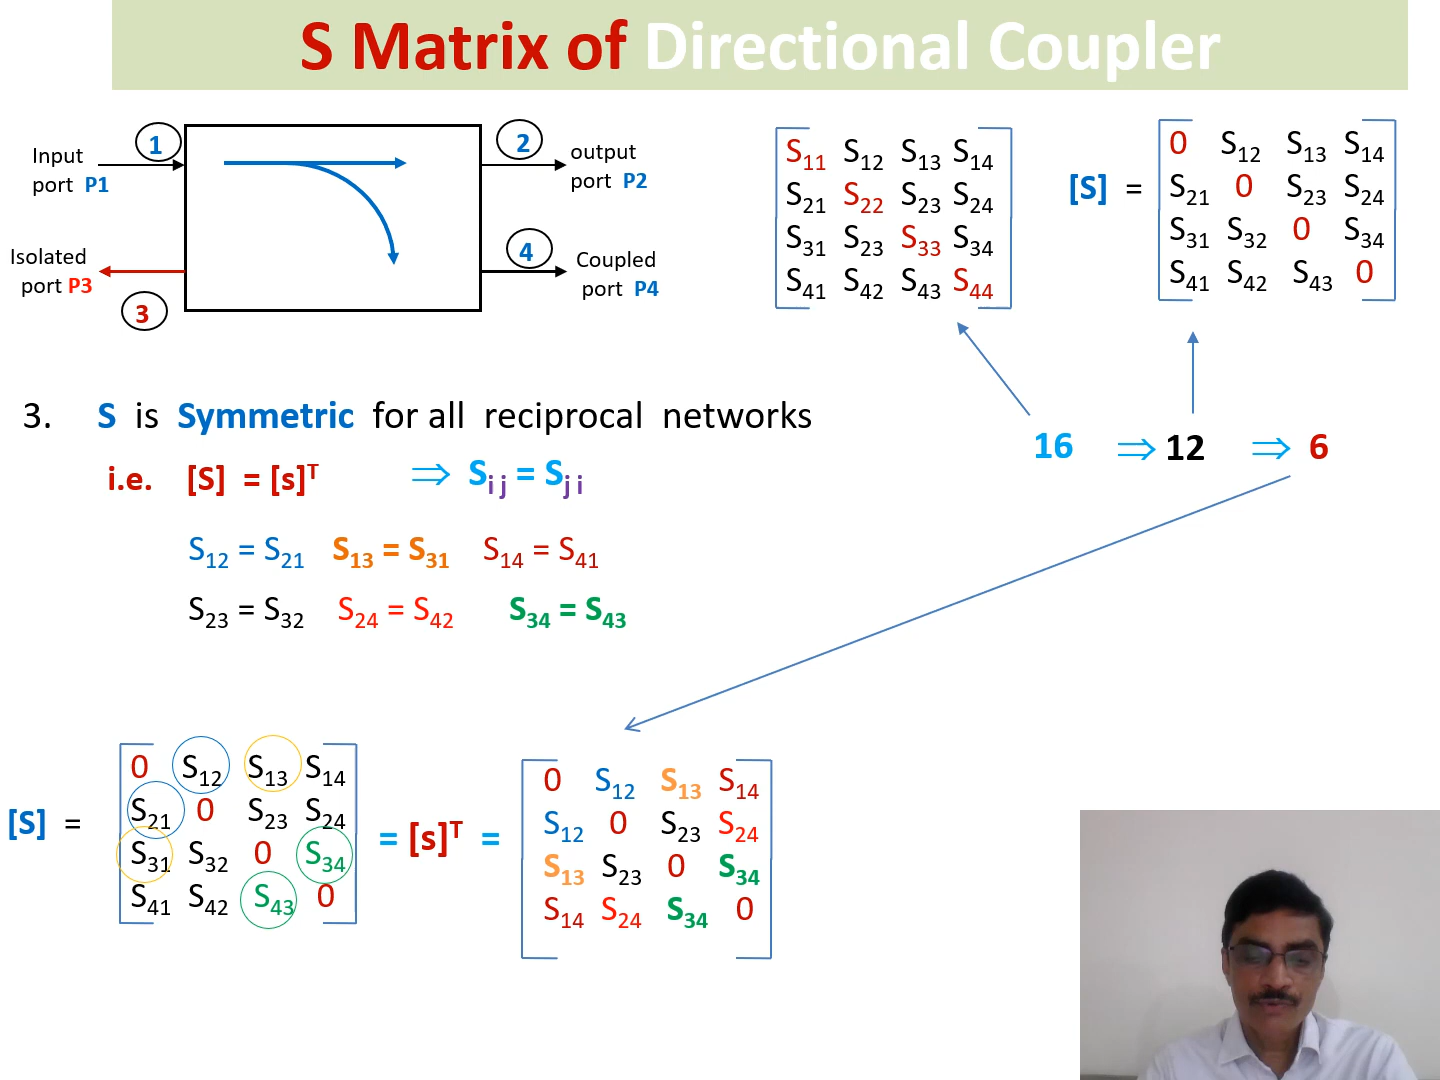 S Matrix of Directional Coupler
Input port P1
1
2
output port P2
Isolated port P3
3
4
Coupled port P4
S11 S12 S13 S14
S21 S22 S23 S24
S31 S23 S33 S34
S41 S42 S43 S44
[S] =
0 S12 S13 S14
S21 0 S23 S24
S31 S32 0 S34
S41 S42 S43 0
16 ⇒ 12 ⇒ 6
3. S is Symmetric for all reciprocal networks
i.e. [S] = [s]T ⇒ Si j = Sj i
S12 = S21 S13 = S31 S14 = S41
S23 = S32 S24 = S42 S34 = S43
[S] =
0 S12 S13 S14
S21 0 S23 S24
S31 S32 0 S34
S41 S42 S43 0
= [s]T =
0 S12 S13 S14
S12 0 S23 S24
S13 S23 0 S34
S14 S24 S34 0